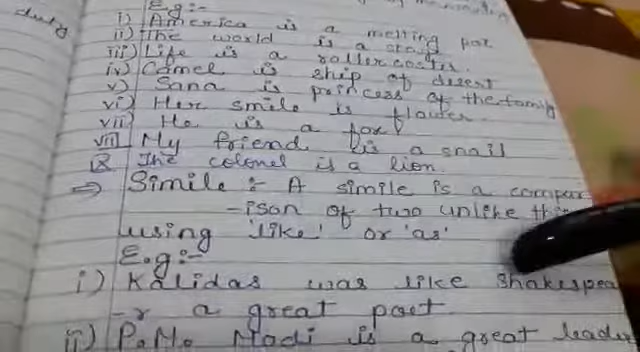 duty
E.g:-
i) America is a melting pot
ii) The world is a stage
iii) Life is a roller coster.
iv) Camel is ship of desert
v) Sana is princess of the family
vi) Her smile is flower.
vii) He is a fox
viii) My friend is a snail
IX The colonel is a lion.
⇒ Simile :- A simile is a compar
-ison of two unlike
using 'like' or 'as'
E.g:-
i) Kalidas was like Shakespea
-r a great poet
ii) P.M. Modi is a great leader